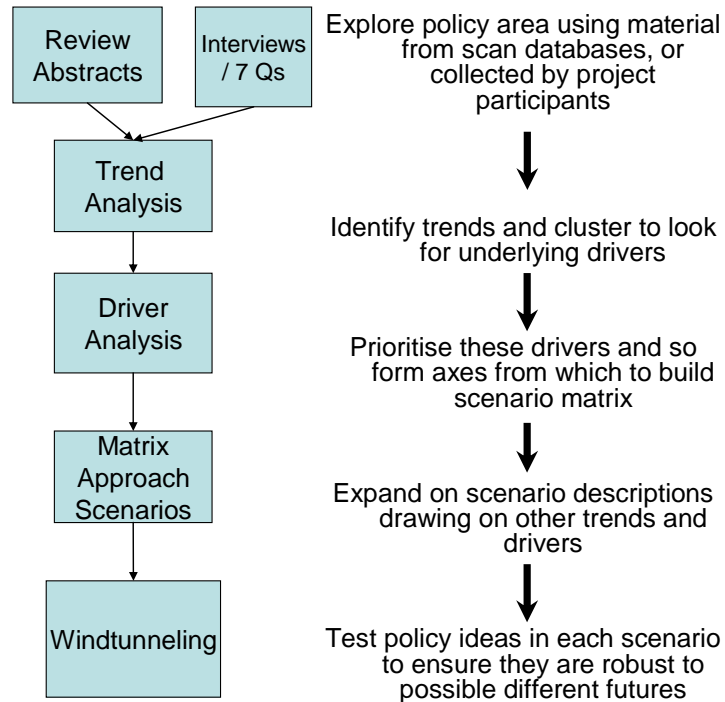 Review
Abstracts
Interviews
/ 7 Qs
Trend
Analysis
Driver
Analysis
Matrix
Approach
Scenarios
Windtunneling
Explore policy area using material
from scan databases, or
collected by project
participants
Identify trends and cluster to look
for underlying drivers
Prioritise these drivers and so
form axes from which to build
scenario matrix
Expand on scenario descriptions
drawing on other trends and
drivers
Test policy ideas in each scenario
to ensure they are robust to
possible different futures